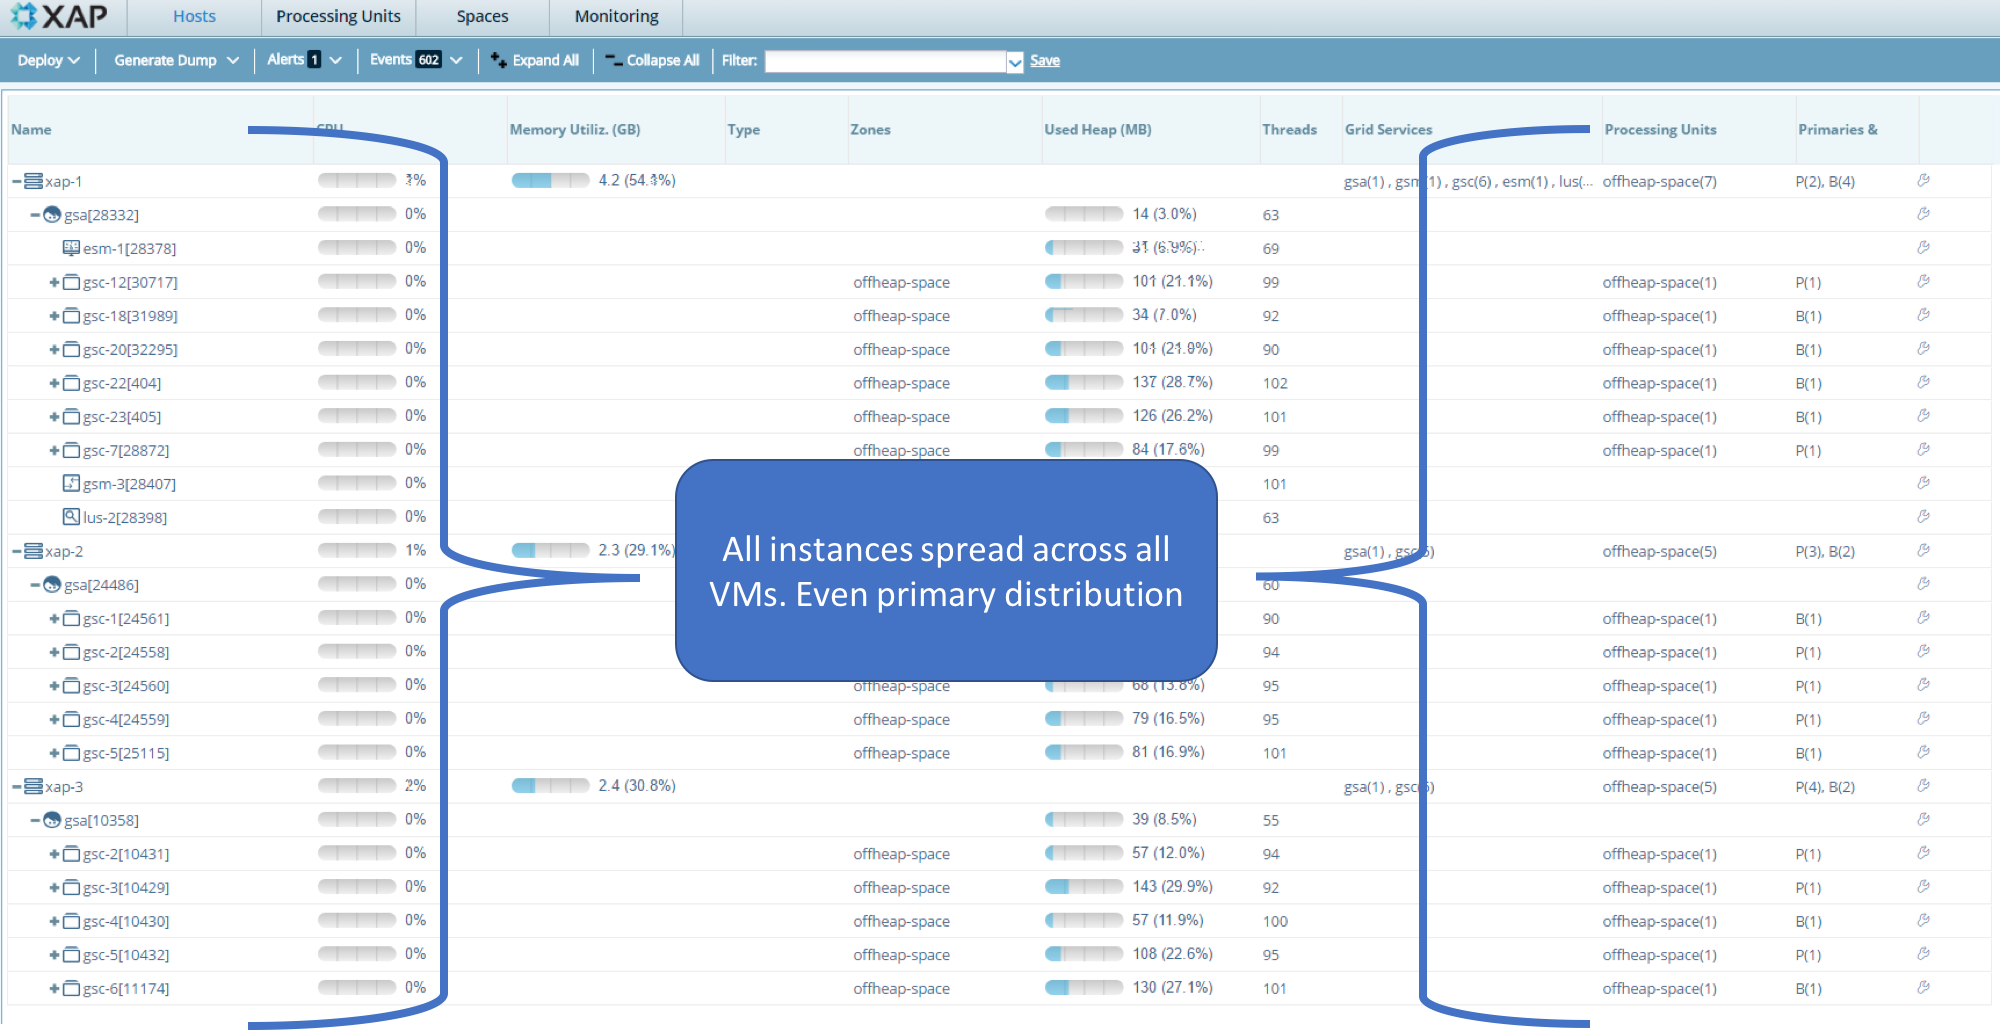 XAP Hosts Processing Units Spaces Monitoring
Deploy Generate Dump Alerts 1 Events 602 Expand All Collapse All Filter: Save
Name CPU Memory Utiliz. (GB) Type Zones Used Heap (MB) Threads Grid Services Processing Units Primaries &
xap-1 4.2 gsa(1) , gsm(1) , gsc(6) , esm(1) , lus(... offheap-space(7) P(2), B(4)
gsa[28332] 0% 14 (3.0%) 63
esm-1[28378] 0% 69
gsc-12[30717] 0% offheap-space 101 (21.1%) 99 offheap-space(1) P(1)
gsc-18[31989] 0% offheap-space 34 (7.0%) 92 offheap-space(1) B(1)
gsc-20[32295] 0% offheap-space 101 90 offheap-space(1) B(1)
gsc-22[404] 0% offheap-space 137 (28.7%) 102 offheap-space(1) B(1)
gsc-23[405] 0% offheap-space 126 (26.2%) 101 offheap-space(1) B(1)
gsc-7[28872] 0% offheap-space 84 (17.6%) 99 offheap-space(1) P(1)
gsm-3[28407] 0% 101
lus-2[28398] 0% 63
xap-2 1% 2.3 (29.1%) gsa(1) , offheap-space(5) P(3), B(2)
gsa[24486] 0% 60
gsc-1[24561] 0% 90 offheap-space(1) B(1)
gsc-2[24558] 0% 94 offheap-space(1) P(1)
gsc-3[24560] 0% offheap-space 68 (13.8%) 95 offheap-space(1) P(1)
gsc-4[24559] 0% offheap-space 79 (16.5%) 95 offheap-space(1) P(1)
gsc-5[25115] 0% offheap-space 81 (16.9%) 101 offheap-space(1) B(1)
xap-3 2% 2.4 (30.8%) gsa(1) , offheap-space(5) P(4), B(2)
gsa[10358] 0% 39 (8.5%) 55
gsc-2[10431] 0% offheap-space 57 (12.0%) 94 offheap-space(1) P(1)
gsc-3[10429] 0% offheap-space 143 (29.9%) 92 offheap-space(1) P(1)
gsc-4[10430] 0% offheap-space 57 (11.9%) 100 offheap-space(1) B(1)
gsc-5[10432] 0% offheap-space 108 (22.6%) 95 offheap-space(1) P(1)
gsc-6[11174] 0% offheap-space 130 (27.1%) 101 offheap-space(1) B(1)
All instances spread across all
VMs. Even primary distribution